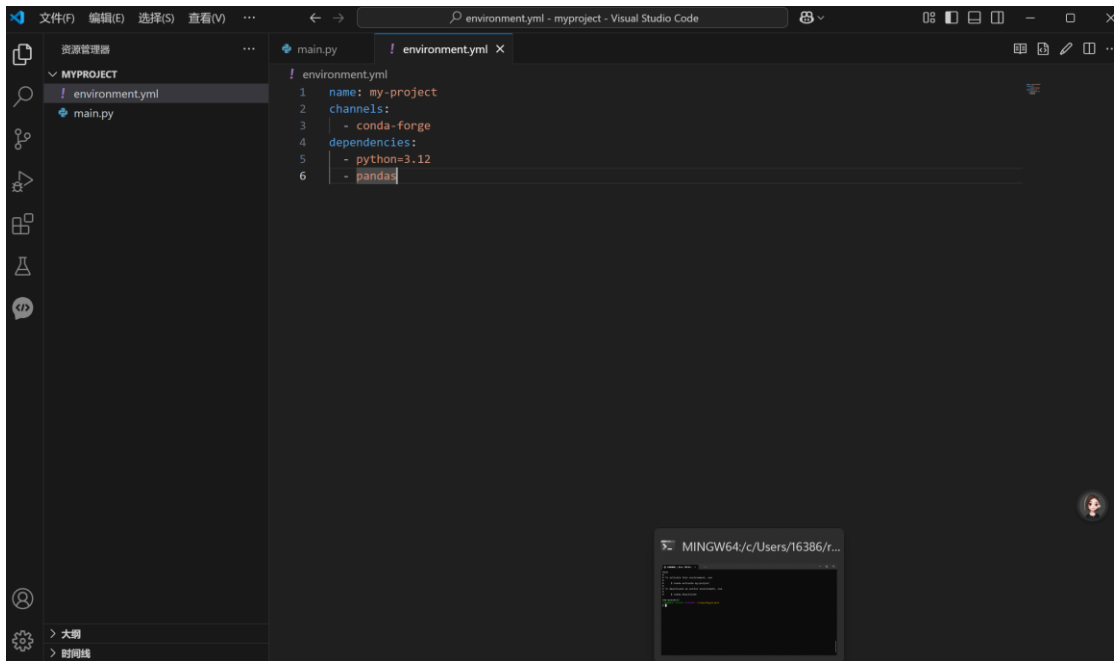 文件(F) 编辑(E) 选择(S) 查看(V) ··· environment.yml - myproject - Visual Studio Code
资源管理器 ···
MYPROJECT
! environment.yml
main.py
main.py ! environment.yml
! environment.yml
1 name: my-project
2 channels:
3 - conda-forge
4 dependencies:
5 - python=3.12
6 - pandas
MINGW64:/c/Users/16386/r...
大纲
时间线